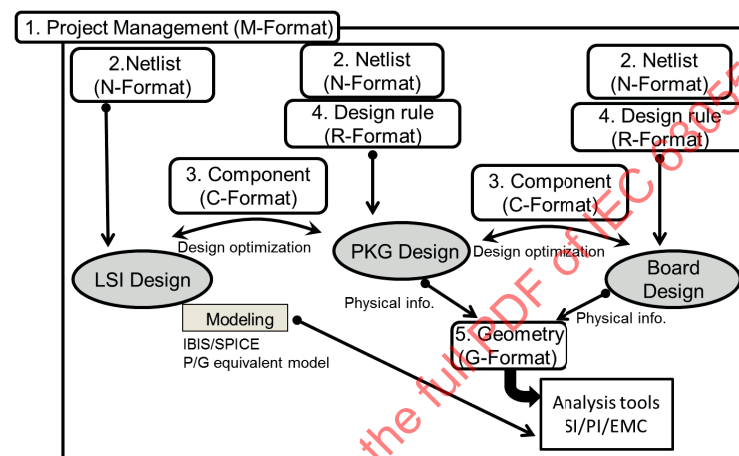 1. Project Management (M-Format)
2.Netlist
(N-Format)
2. Netlist
(N-Format)
2. Netlist
(N-Format)
4. Design rule
(R-Format)
4. Design rule
(R-Format)
3. Component
(C-Format)
3. Component
(C-Format)
Design optimization
Design optimization
LSI Design
PKG Design
Board
Design
Physical info.
Physical info.
Modeling
IBIS/SPICE
P/G equivalent model
5. Geometry
(G-Format)
Analysis tools
SI/PI/EMC
the full PDF of IEC 63055